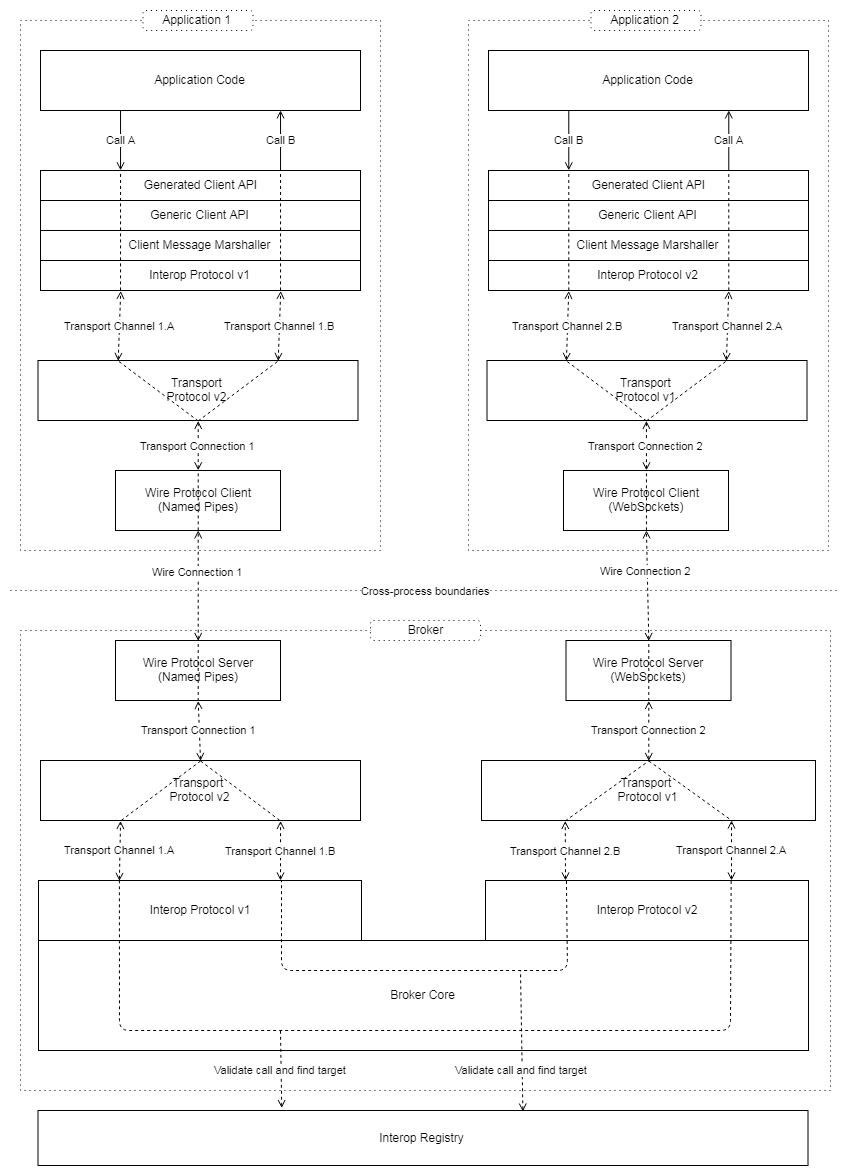 Application 1
Application 2
Application Code
Application Code
Call A
Call B
Call B
Call A
Generated Client API
Generated Client API
Generic Client API
Generic Client API
Client Message Marshaller
Client Message Marshaller
Interop Protocol v1
Interop Protocol v2
Transport Channel 1.A
Transport Channel 1.B
Transport Channel 2.B
Transport Channel 2.A
Transport
Protocol v2
Transport
Protocol v1
Transport Connection 1
Transport Connection 2
Wire Protocol Client
(Named Pipes)
Wire Protocol Client
(WebSockets)
Wire Connection 1
Wire Connection 2
Cross-process boundaries
Broker
Wire Protocol Server
(Named Pipes)
Wire Protocol Server
(WebSockets)
Transport Connection 1
Transport Connection 2
Transport
Protocol v2
Transport
Protocol v1
Transport Channel 1.A
Transport Channel 1.B
Transport Channel 2.B
Transport Channel 2.A
Interop Protocol v1
Interop Protocol v2
Broker Core
Validate call and find target
Validate call and find target
Interop Registry